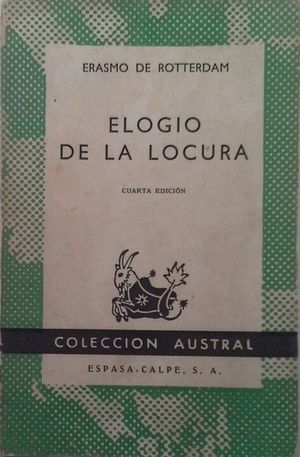 ERASMO DE ROTTERDAM
ELOGIO
DE LA LOCURA
CUARTA EDICIÓN
COLECCION AUSTRAL
ESPASA-CALPE, S. A.